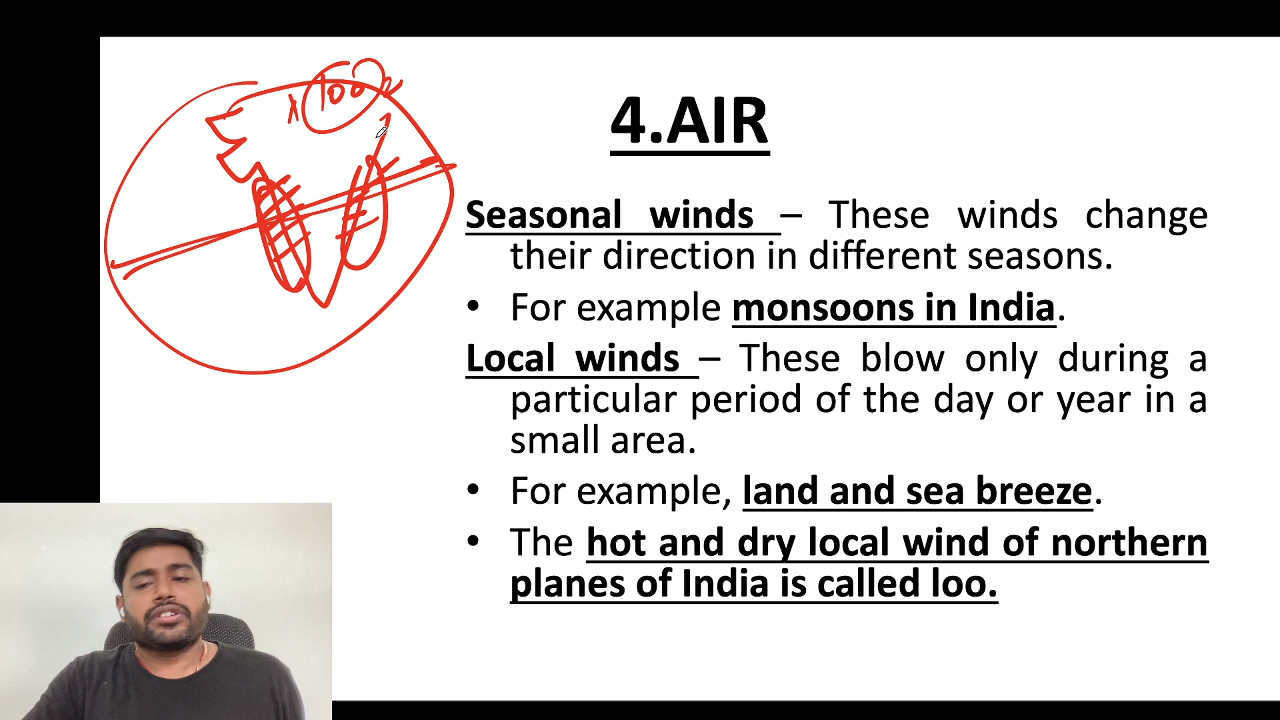 4.AIR
Seasonal winds – These winds change
their direction in different seasons.
• For example monsoons in India.
Local winds – These blow only during a
particular period of the day or year in a
small area.
• For example, land and sea breeze.
• The hot and dry local wind of northern
planes of India is called loo.